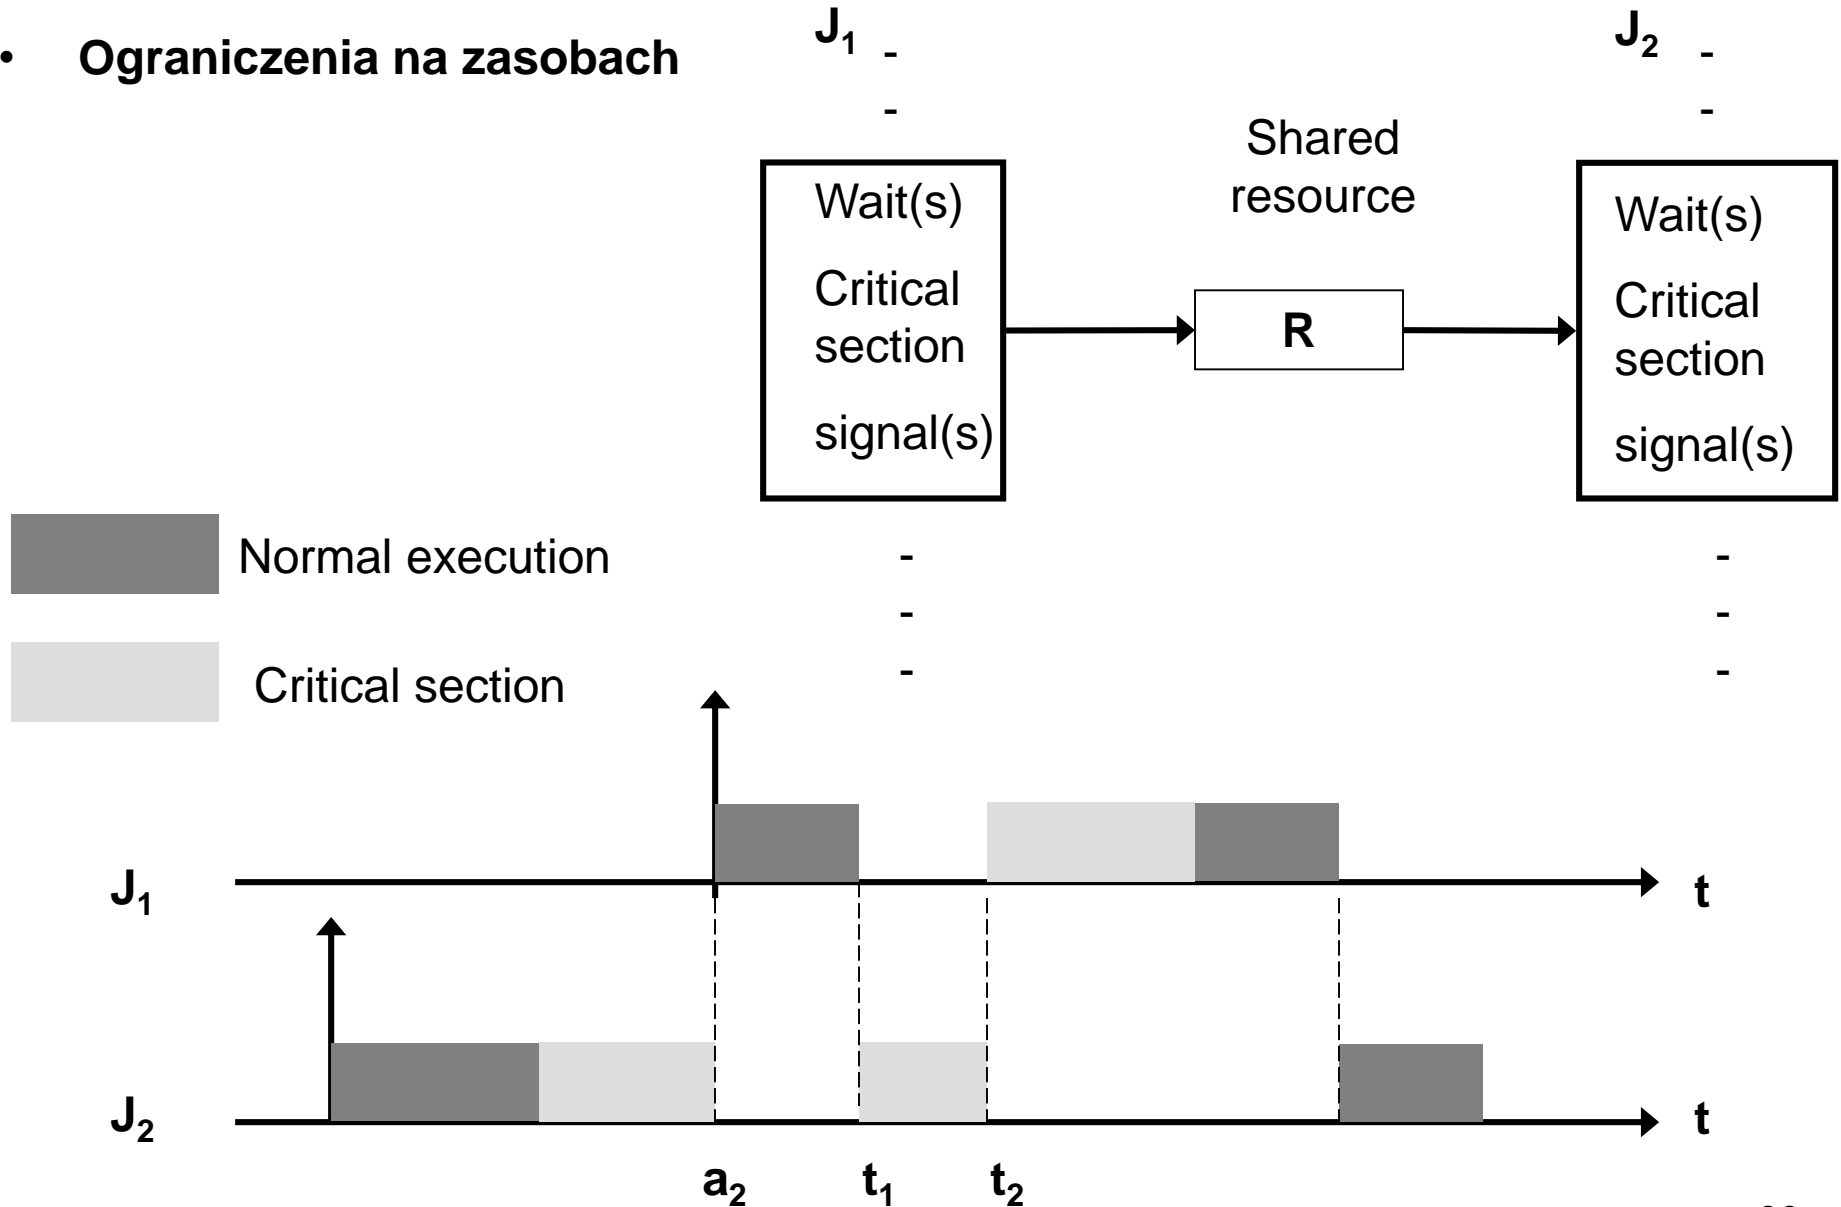 • Ograniczenia na zasobach
J1 -
-
J2 -
-
Shared
resource
Wait(s)
Critical
section
signal(s)
R
Wait(s)
Critical
section
signal(s)
Normal execution
Critical section
-
-
-
-
-
-
J1
t
J2
t
a2
t1
t2